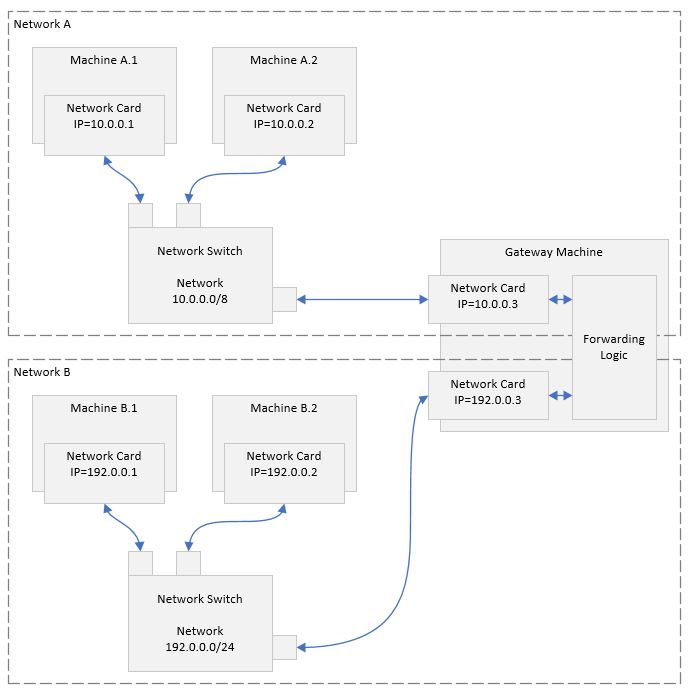 Network A
Machine A.1
Machine A.2
Network Card
IP=10.0.0.1
Network Card
IP=10.0.0.2
Network Switch
Network
10.0.0.0/8
Gateway Machine
Network Card
IP=10.0.0.3
Forwarding
Logic
Network B
Network Card
IP=192.0.0.3
Machine B.1
Machine B.2
Network Card
IP=192.0.0.1
Network Card
IP=192.0.0.2
Network Switch
Network
192.0.0.0/24